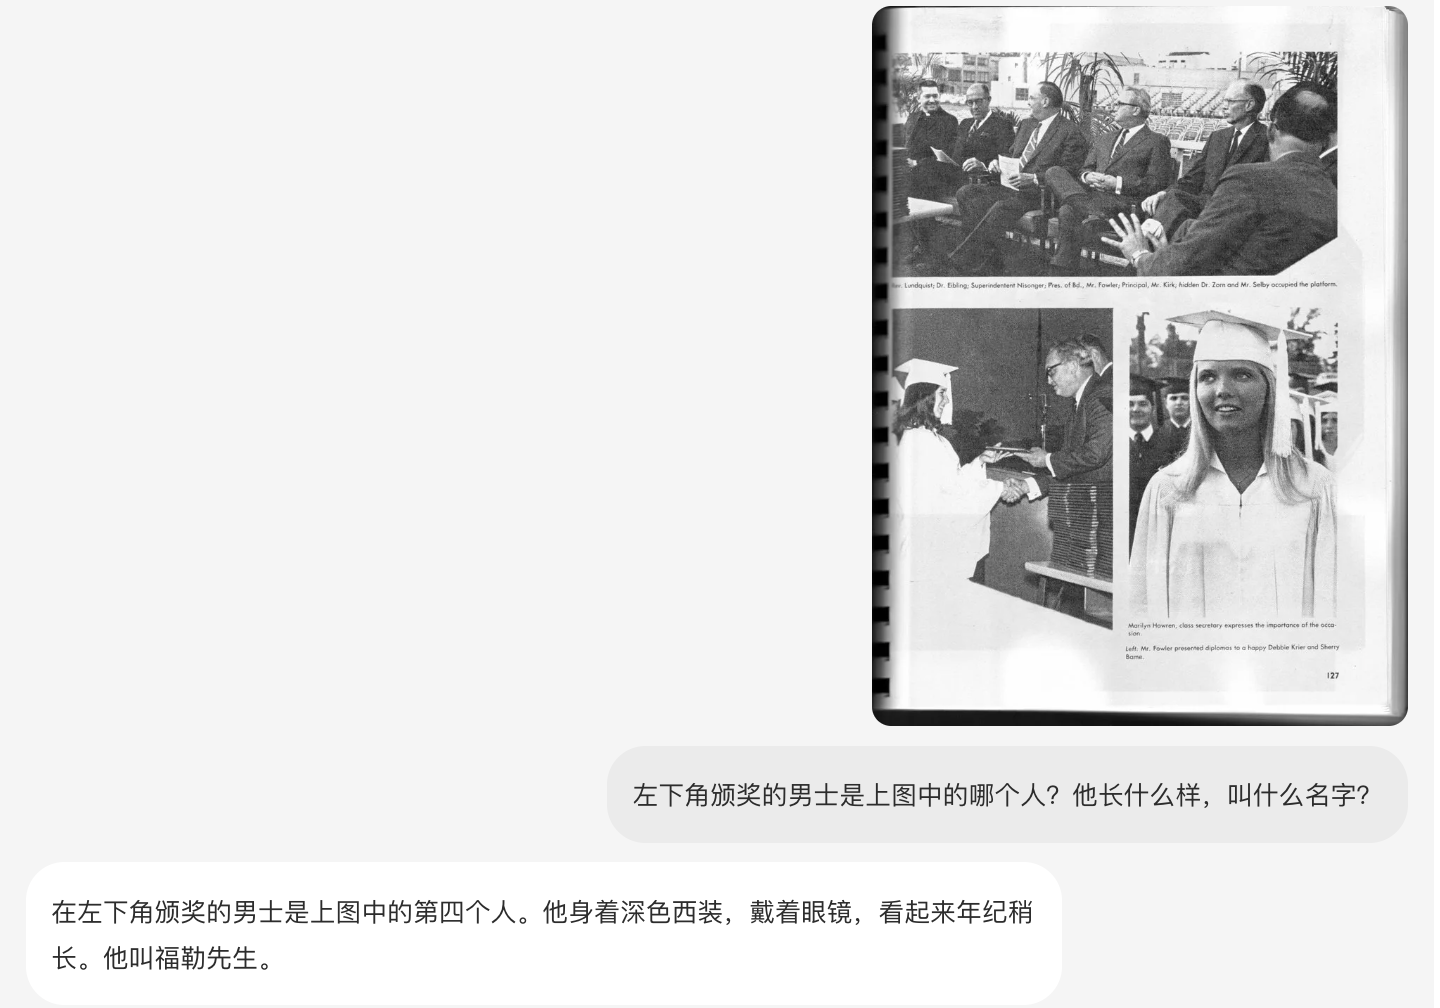 Lundquist; Dr. Eibling; Superindentent Nisonger; Pres. of Bd., Mr. Fowler; Principal, Mr. Kirk; hidden Dr. Zorn and Mr. Selby occupied the platform.
Marilyn Howren, class secretary expresses the importance of the occa-
sion.
Left: Mr. Fowler presented diplomas to a happy Debbie Krier and Sherry
Bame.
127
左下角颁奖的男士是上图中的哪个人？他长什么样，叫什么名字？
在左下角颁奖的男士是上图中的第四个人。他身着深色西装，戴着眼镜，看起来年纪稍
长。他叫福勒先生。